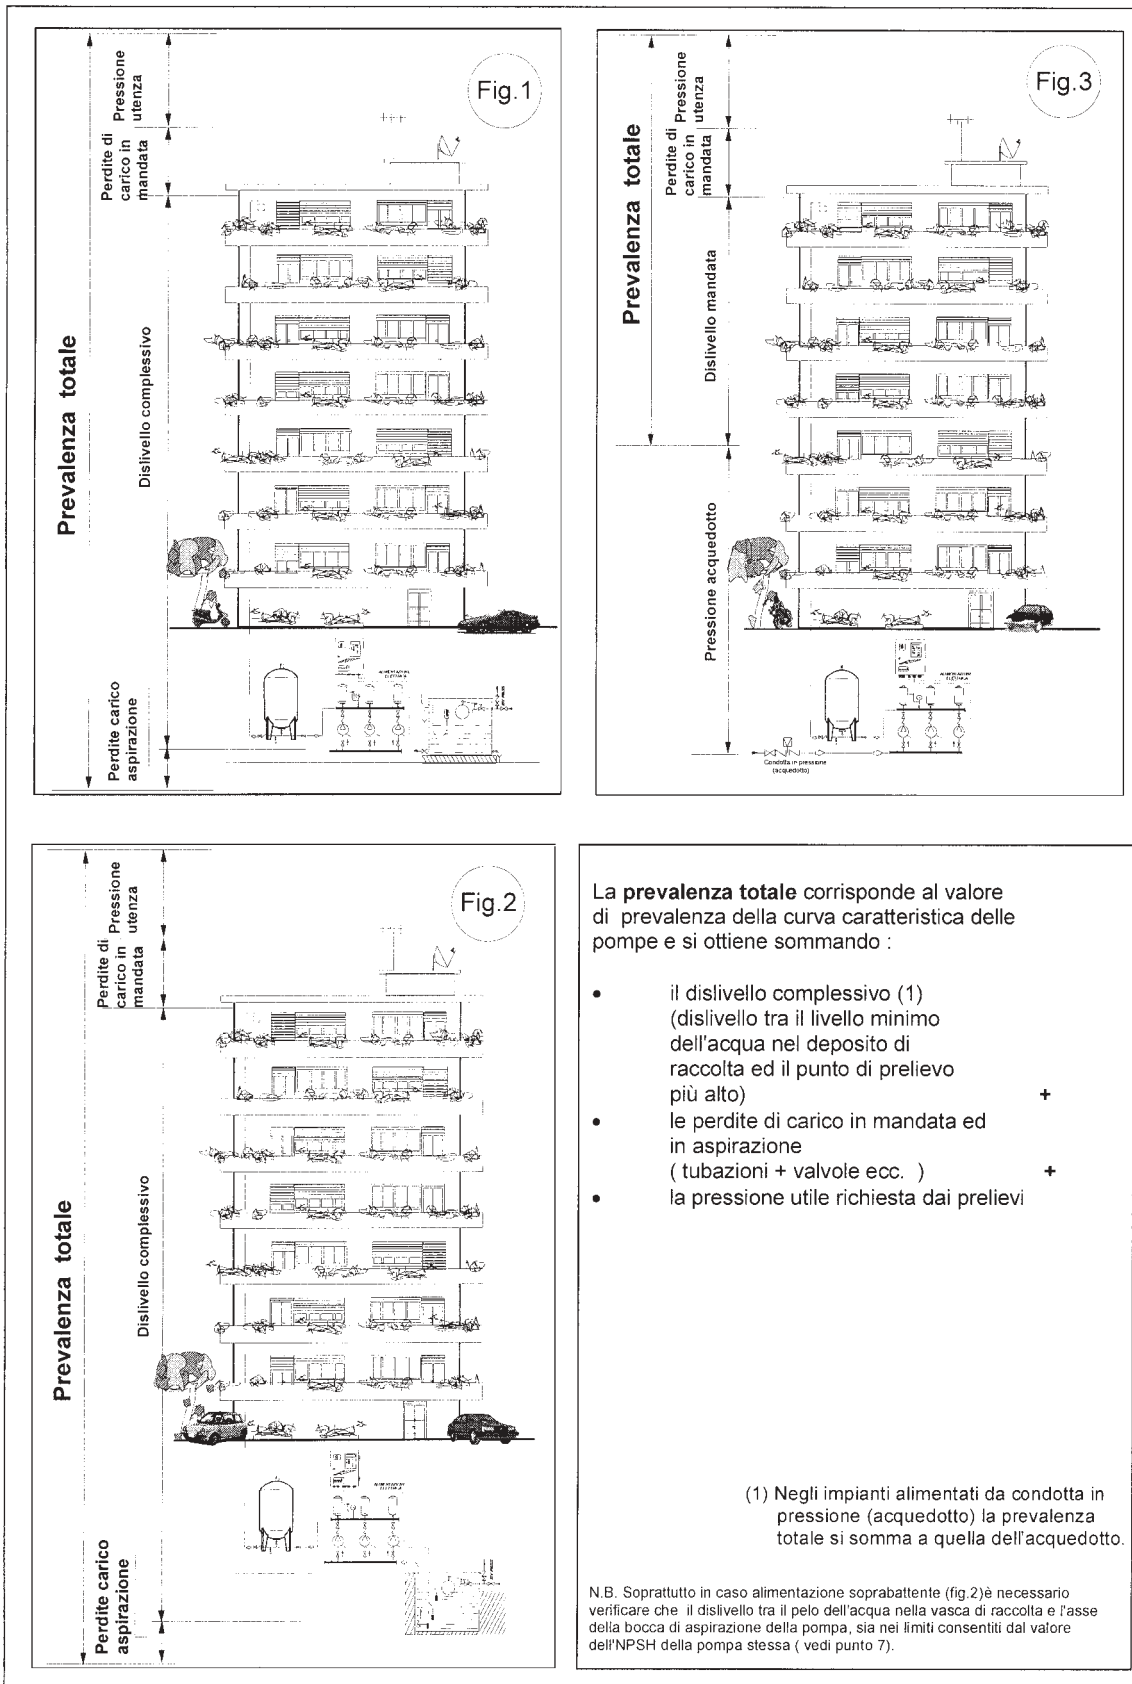 Fig.1
Pressione
utenza
Perdite di
carico in
mandata
Prevalenza totale
Dislivello complessivo
Perdite carico
aspirazione
ALIMENTAZIONE
ELETTRICA
Fig.3
Pressione
utenza
Perdite di
carico in
mandata
Prevalenza totale
Dislivello mandata
Pressione acquedotto
ALIMENTAZIONE
ELETTRICA
Condotta in pressione
(acquedotto)
Fig.2
Pressione
utenza
Perdite di
carico in
mandata
Prevalenza totale
Dislivello complessivo
Perdite carico
aspirazione
ALIMENTAZIONE
ELETTRICA
La prevalenza totale corrisponde al valore
di prevalenza della curva caratteristica delle
pompe e si ottiene sommando :
• il dislivello complessivo (1)
(dislivello tra il livello minimo
dell'acqua nel deposito di
raccolta ed il punto di prelievo
più alto) +
• le perdite di carico in mandata ed
in aspirazione
( tubazioni + valvole ecc. ) +
• la pressione utile richiesta dai prelievi
(1) Negli impianti alimentati da condotta in
pressione (acquedotto) la prevalenza
totale si somma a quella dell'acquedotto.
N.B. Soprattutto in caso alimentazione soprabattente (fig.2)è necessario
verificare che il dislivello tra il pelo dell'acqua nella vasca di raccolta e l'asse
della bocca di aspirazione della pompa, sia nei limiti consentiti dal valore
dell'NPSH della pompa stessa ( vedi punto 7).